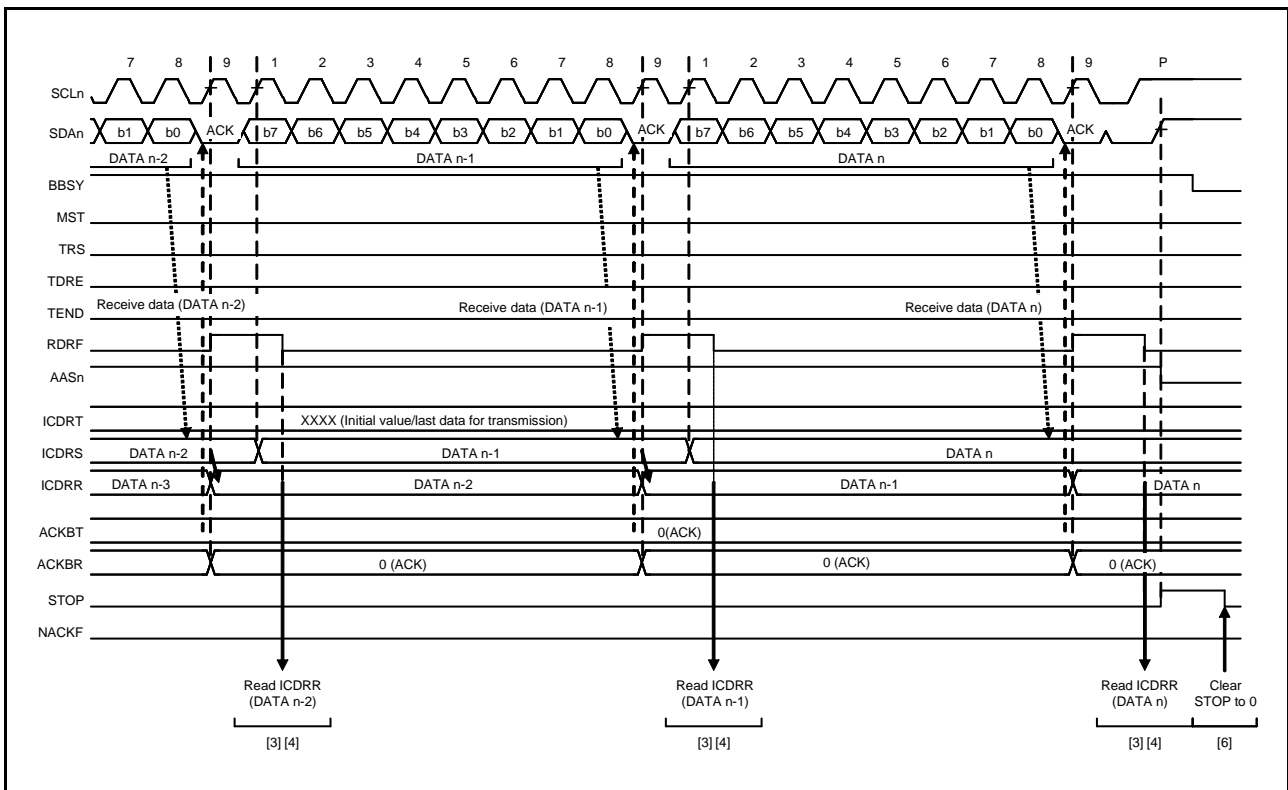 7 8 9 1 2 3 4 5 6 7 8 9 1 2 3 4 5 6 7 8 9 P
SCLn
SDAn b1 b0 ACK b7 b6 b5 b4 b3 b2 b1 b0 ACK b7 b6 b5 b4 b3 b2 b1 b0 ACK
DATA n-2 DATA n-1 DATA n
BBSY
MST
TRS
TDRE
TEND
Receive data (DATA n-2) Receive data (DATA n-1) Receive data (DATA n)
RDRF
AASn
ICDRT XXXX (Initial value/last data for transmission)
ICDRS DATA n-2 DATA n-1 DATA n
ICDRR DATA n-3 DATA n-2 DATA n-1 DATA n
ACKBT 0(ACK)
ACKBR 0 (ACK) 0 (ACK) 0 (ACK)
STOP
NACKF
Read ICDRR Read ICDRR Read ICDRR Clear
(DATA n-2) (DATA n-1) (DATA n) STOP to 0
[3] [4] [3] [4] [3] [4] [6]